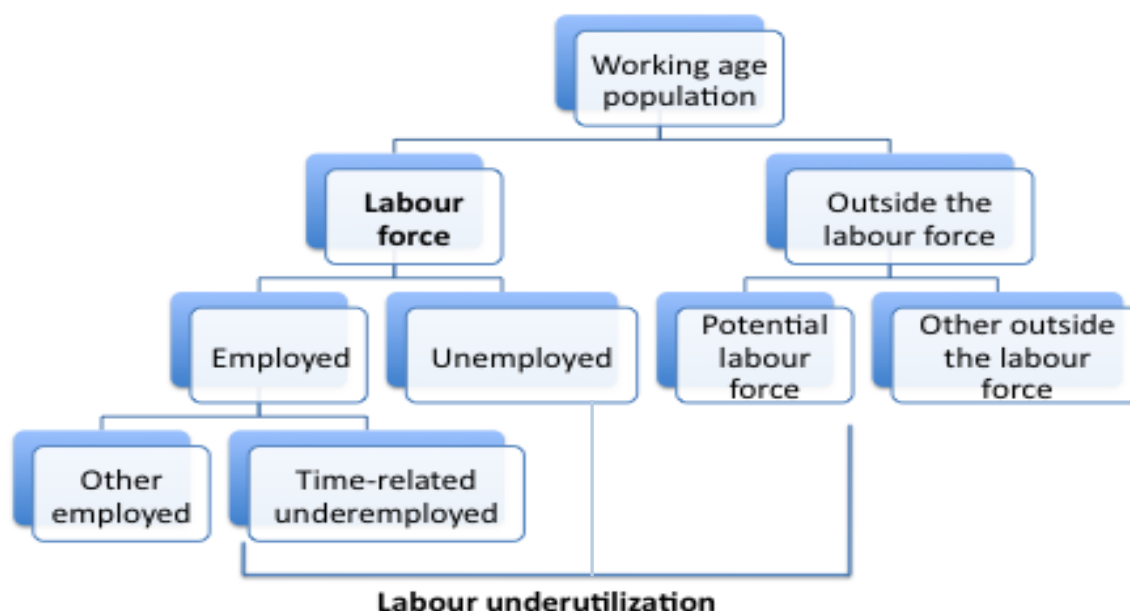 Working age
population
Labour
force
Outside the
labour force
Employed
Unemployed
Potential
labour
force
Other outside
the labour
force
Other
employed
Time-related
underemployed
Labour underutilization